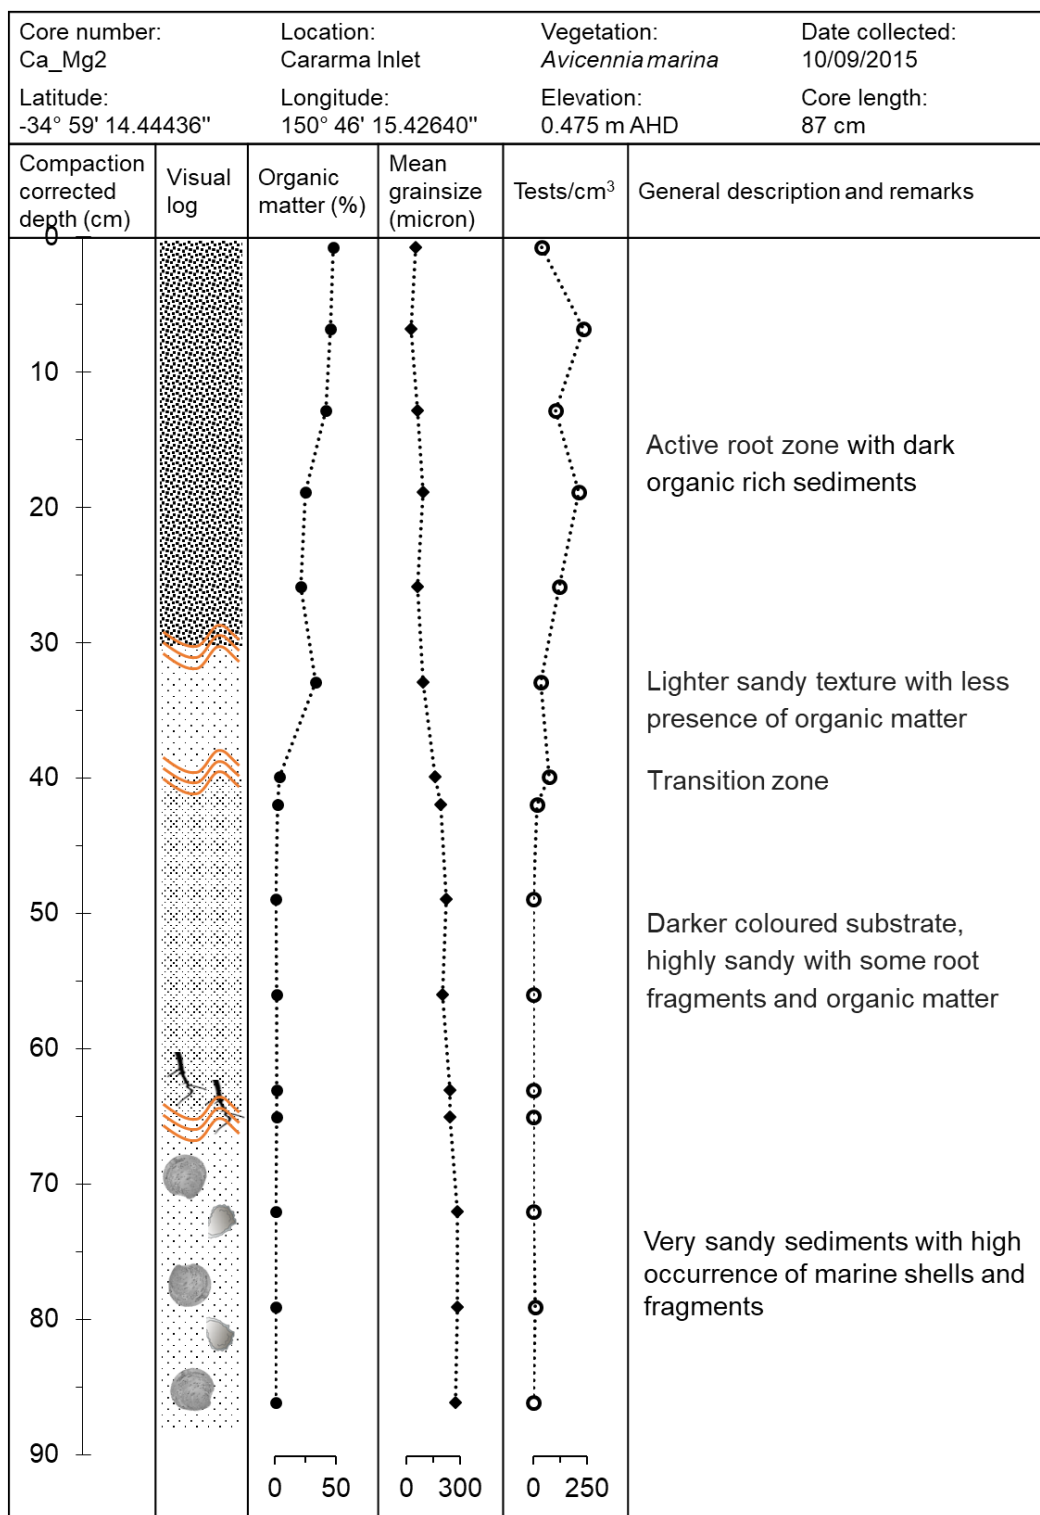 Core number:
Ca_Mg2
Location:
Cararma Inlet
Vegetation:
Avicennia marina
Date collected:
10/09/2015
Latitude:
-34° 59' 14.44436"
Longitude:
150° 46' 15.42640"
Elevation:
0.475 m AHD
Core length:
87 cm
Compaction
corrected
depth (cm)
Visual
log
Organic
matter (%)
Mean
grainsize
(micron)
Tests/cm³
General description and remarks
0
10
20
30
40
50
60
70
80
90
Active root zone with dark
organic rich sediments
Lighter sandy texture with less
presence of organic matter
Transition zone
Darker coloured substrate,
highly sandy with some root
fragments and organic matter
Very sandy sediments with high
occurrence of marine shells and
fragments
0 50
0 300
0 250